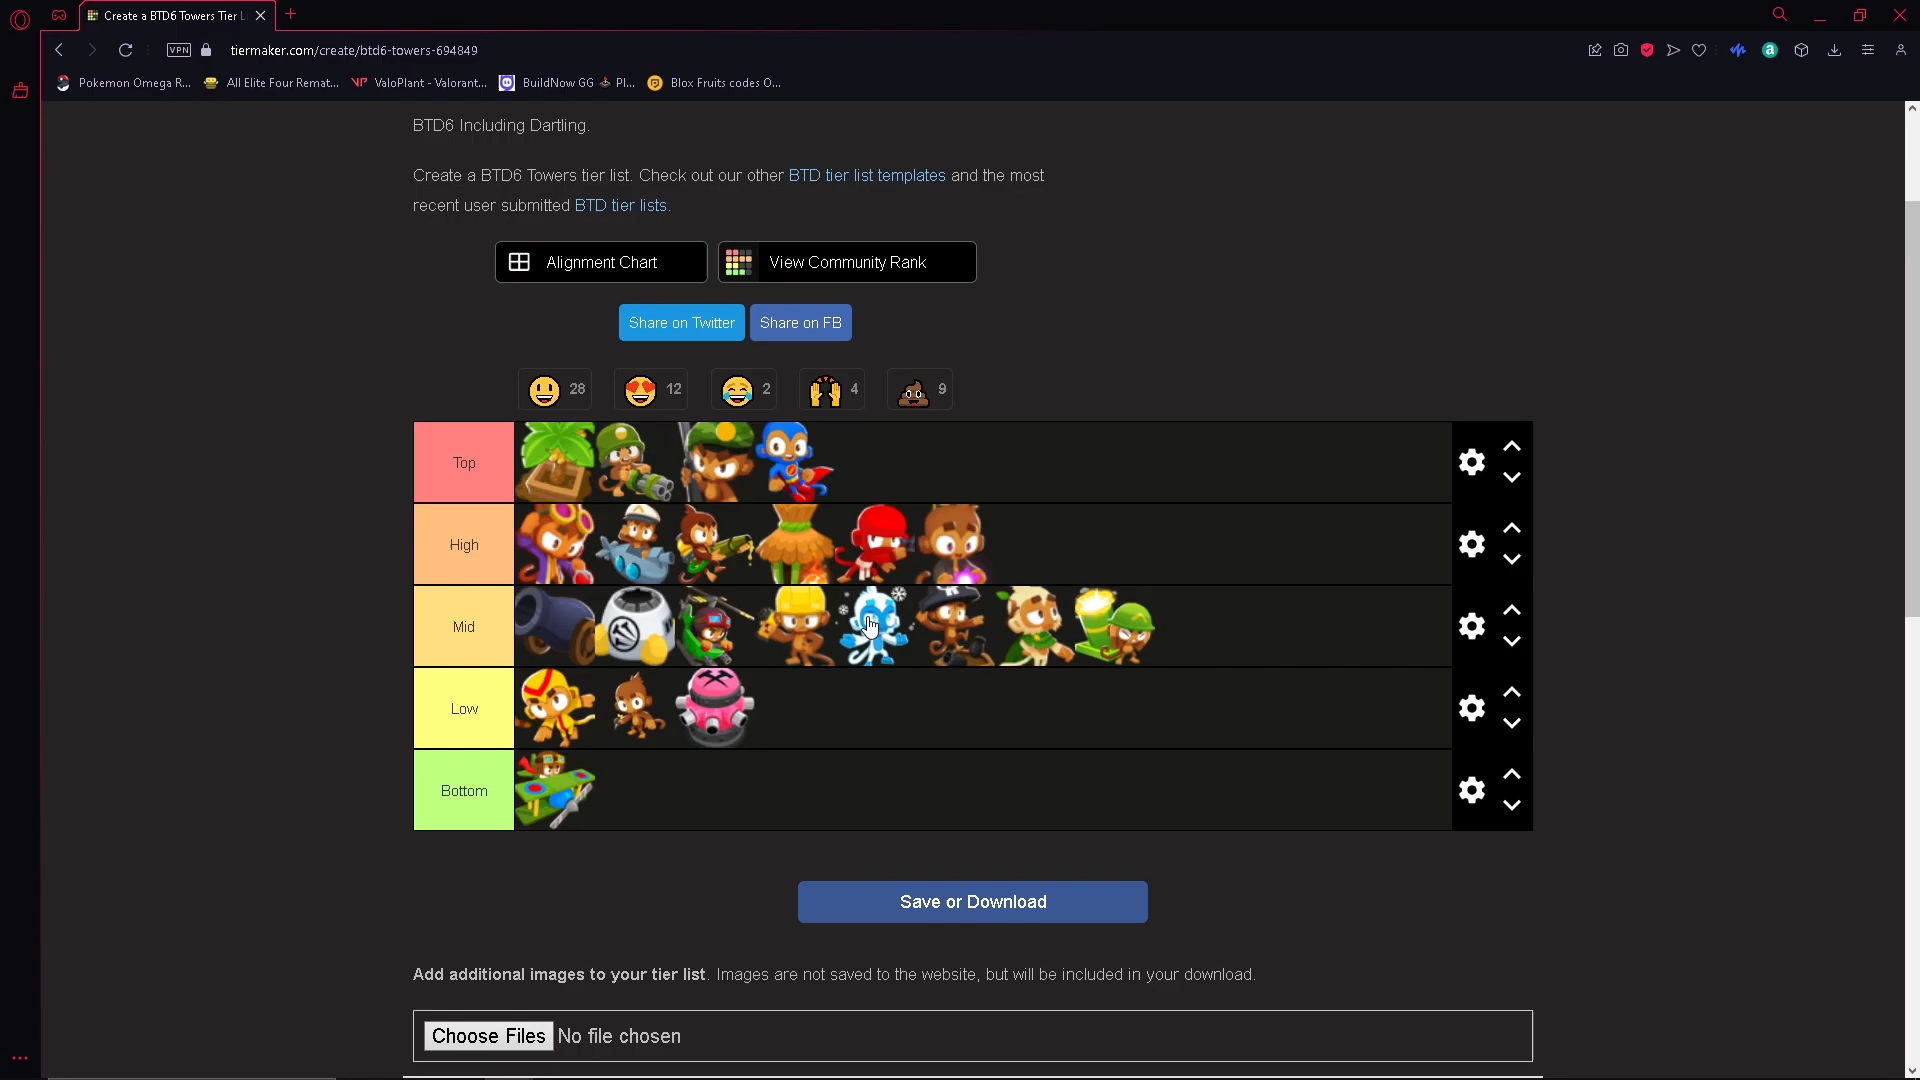 Create a BTD6 Towers Tier L
VPN
tiermaker.com/create/btd6-towers-694849
Pokemon Omega R...
All Elite Four Remat...
ValoPlant - Valorant...
BuildNow GG 🕹️ Pl...
Blox Fruits codes O...
BTD6 Including Dartling.
Create a BTD6 Towers tier list. Check out our other BTD tier list templates and the most
recent user submitted BTD tier lists.
Alignment Chart
View Community Rank
Share on Twitter
Share on FB
28
12
2
4
9
Top
High
Mid
Low
Bottom
Save or Download
Add additional images to your tier list. Images are not saved to the website, but will be included in your download.
Choose Files No file chosen